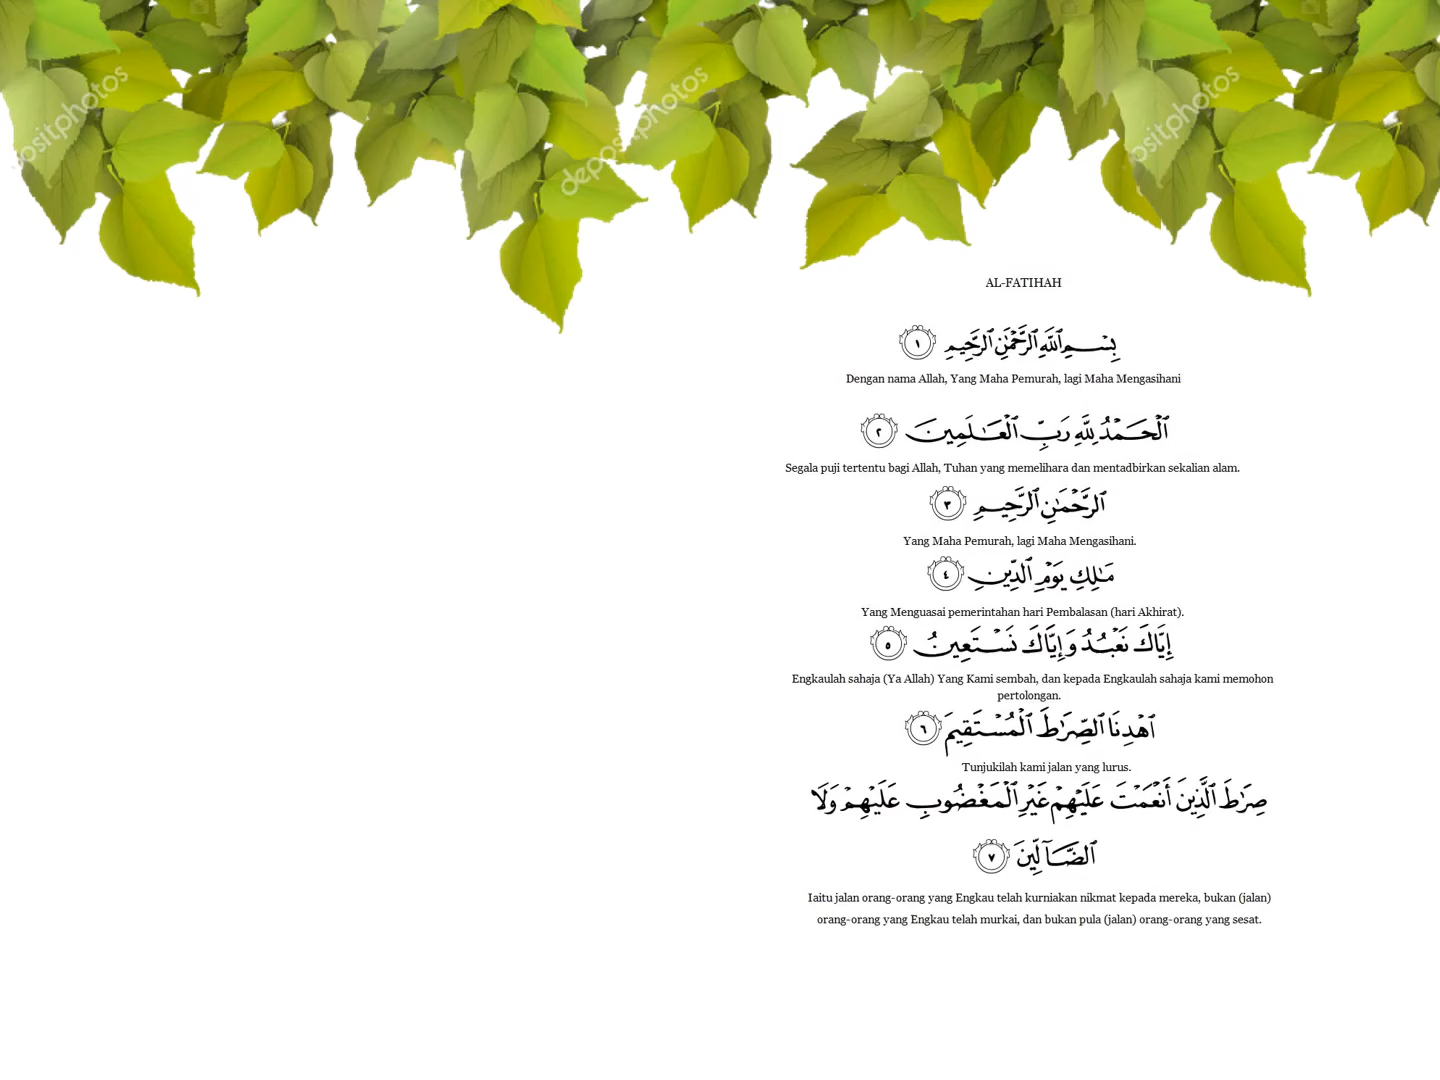 depositphotos
depositphotos
depositphotos
AL-FATIHAH
بِسْمِ ٱللَّهِ ٱلرَّحْمَٰنِ ٱلرَّحِيمِ ١
Dengan nama Allah, Yang Maha Pemurah, lagi Maha Mengasihani
ٱلْحَمْدُ لِلَّهِ رَبِّ ٱلْعَٰلَمِينَ ٢
Segala puji tertentu bagi Allah, Tuhan yang memelihara dan mentadbirkan sekalian alam.
ٱلرَّحْمَٰنِ ٱلرَّحِيمِ ٣
Yang Maha Pemurah, lagi Maha Mengasihani.
مَٰلِكِ يَوْمِ ٱلدِّينِ ٤
Yang Menguasai pemerintahan hari Pembalasan (hari Akhirat).
إِيَّاكَ نَعْبُدُ وَإِيَّاكَ نَسْتَعِينُ ٥
Engkaulah sahaja (Ya Allah) Yang Kami sembah, dan kepada Engkaulah sahaja kami memohon
pertolongan.
ٱهْدِنَا ٱلصِّرَٰطَ ٱلْمُسْتَقِيمَ ٦
Tunjukilah kami jalan yang lurus.
صِرَٰطَ ٱلَّذِينَ أَنْعَمْتَ عَلَيْهِمْ غَيْرِ ٱلْمَغْضُوبِ عَلَيْهِمْ وَلَا
ٱلضَّآلِّينَ ٧
Iaitu jalan orang-orang yang Engkau telah kurniakan nikmat kepada mereka, bukan (jalan)
orang-orang yang Engkau telah murkai, dan bukan pula (jalan) orang-orang yang sesat.